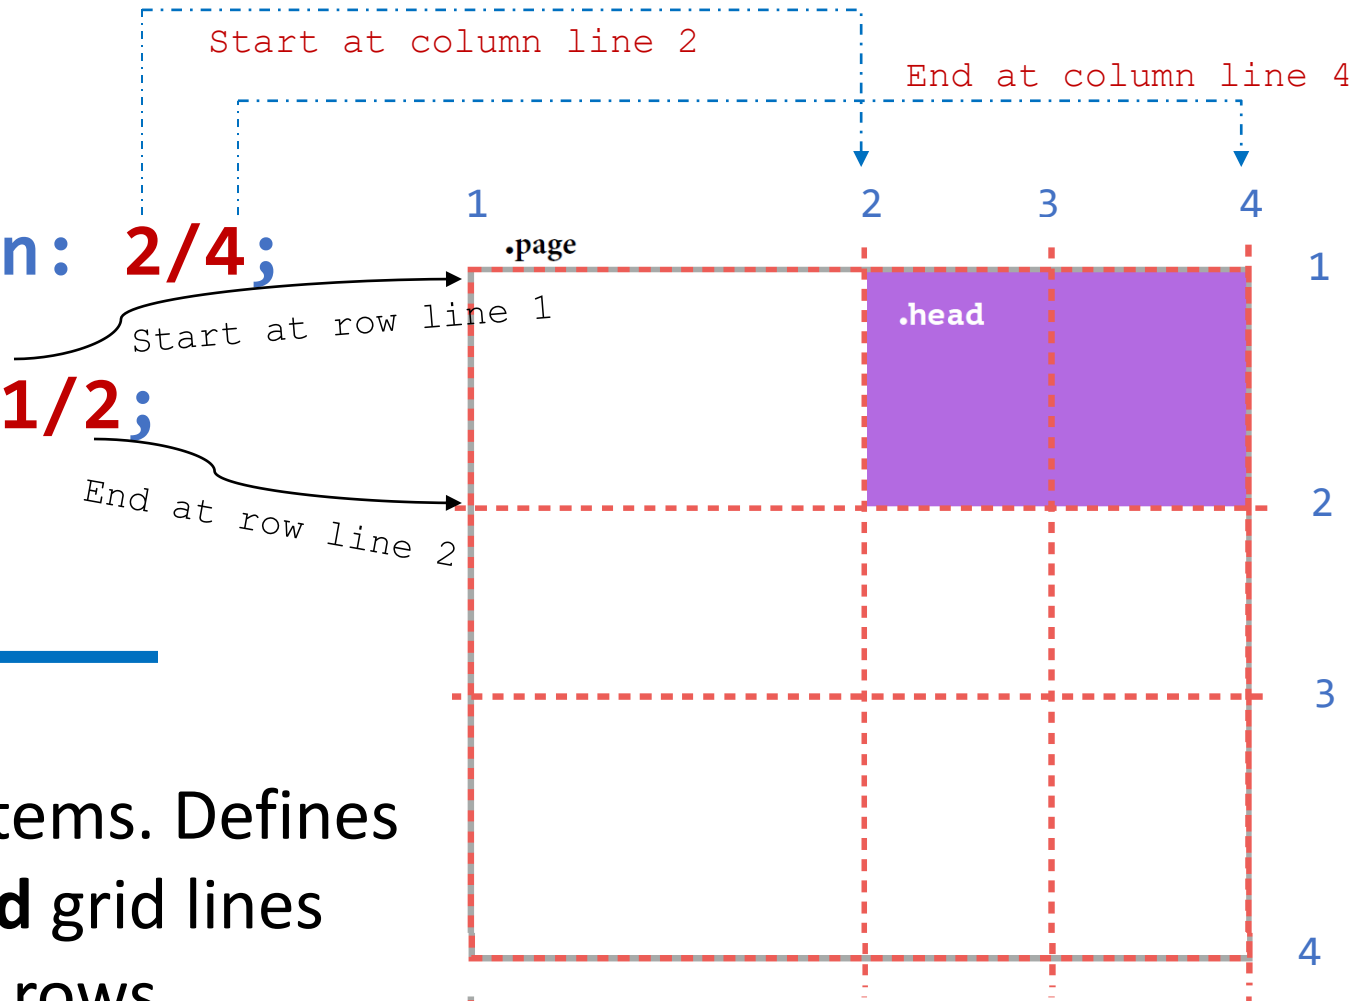 Start at column line 2
End at column line 4
1 2 3 4
n: 2/4;
.page
1
.head
Start at row line 1
1/2;
End at row line 2
2
3
tems. Defines
d grid lines
4
rows